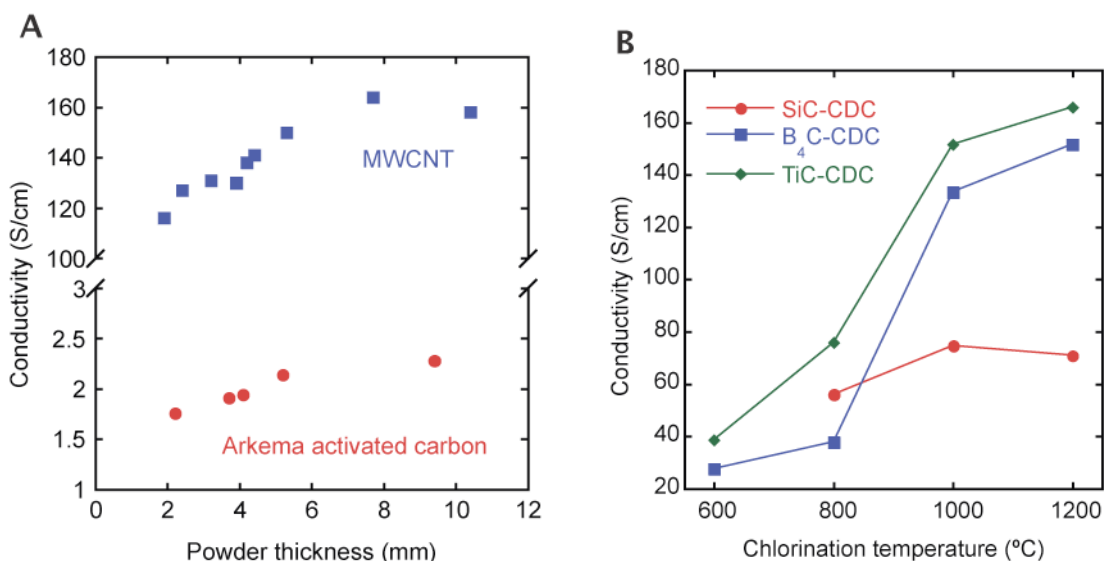 A
180
160
140
120
100
3
2.5
2
1.5
1
MWCNT
Arkema activated carbon
Conductivity (S/cm)
0 2 4 6 8 10 12
Powder thickness (mm)
B
180
160
140
120
100
80
60
40
20
SiC-CDC
B₄C-CDC
TiC-CDC
Conductivity (S/cm)
600 800 1000 1200
Chlorination temperature (ºC)